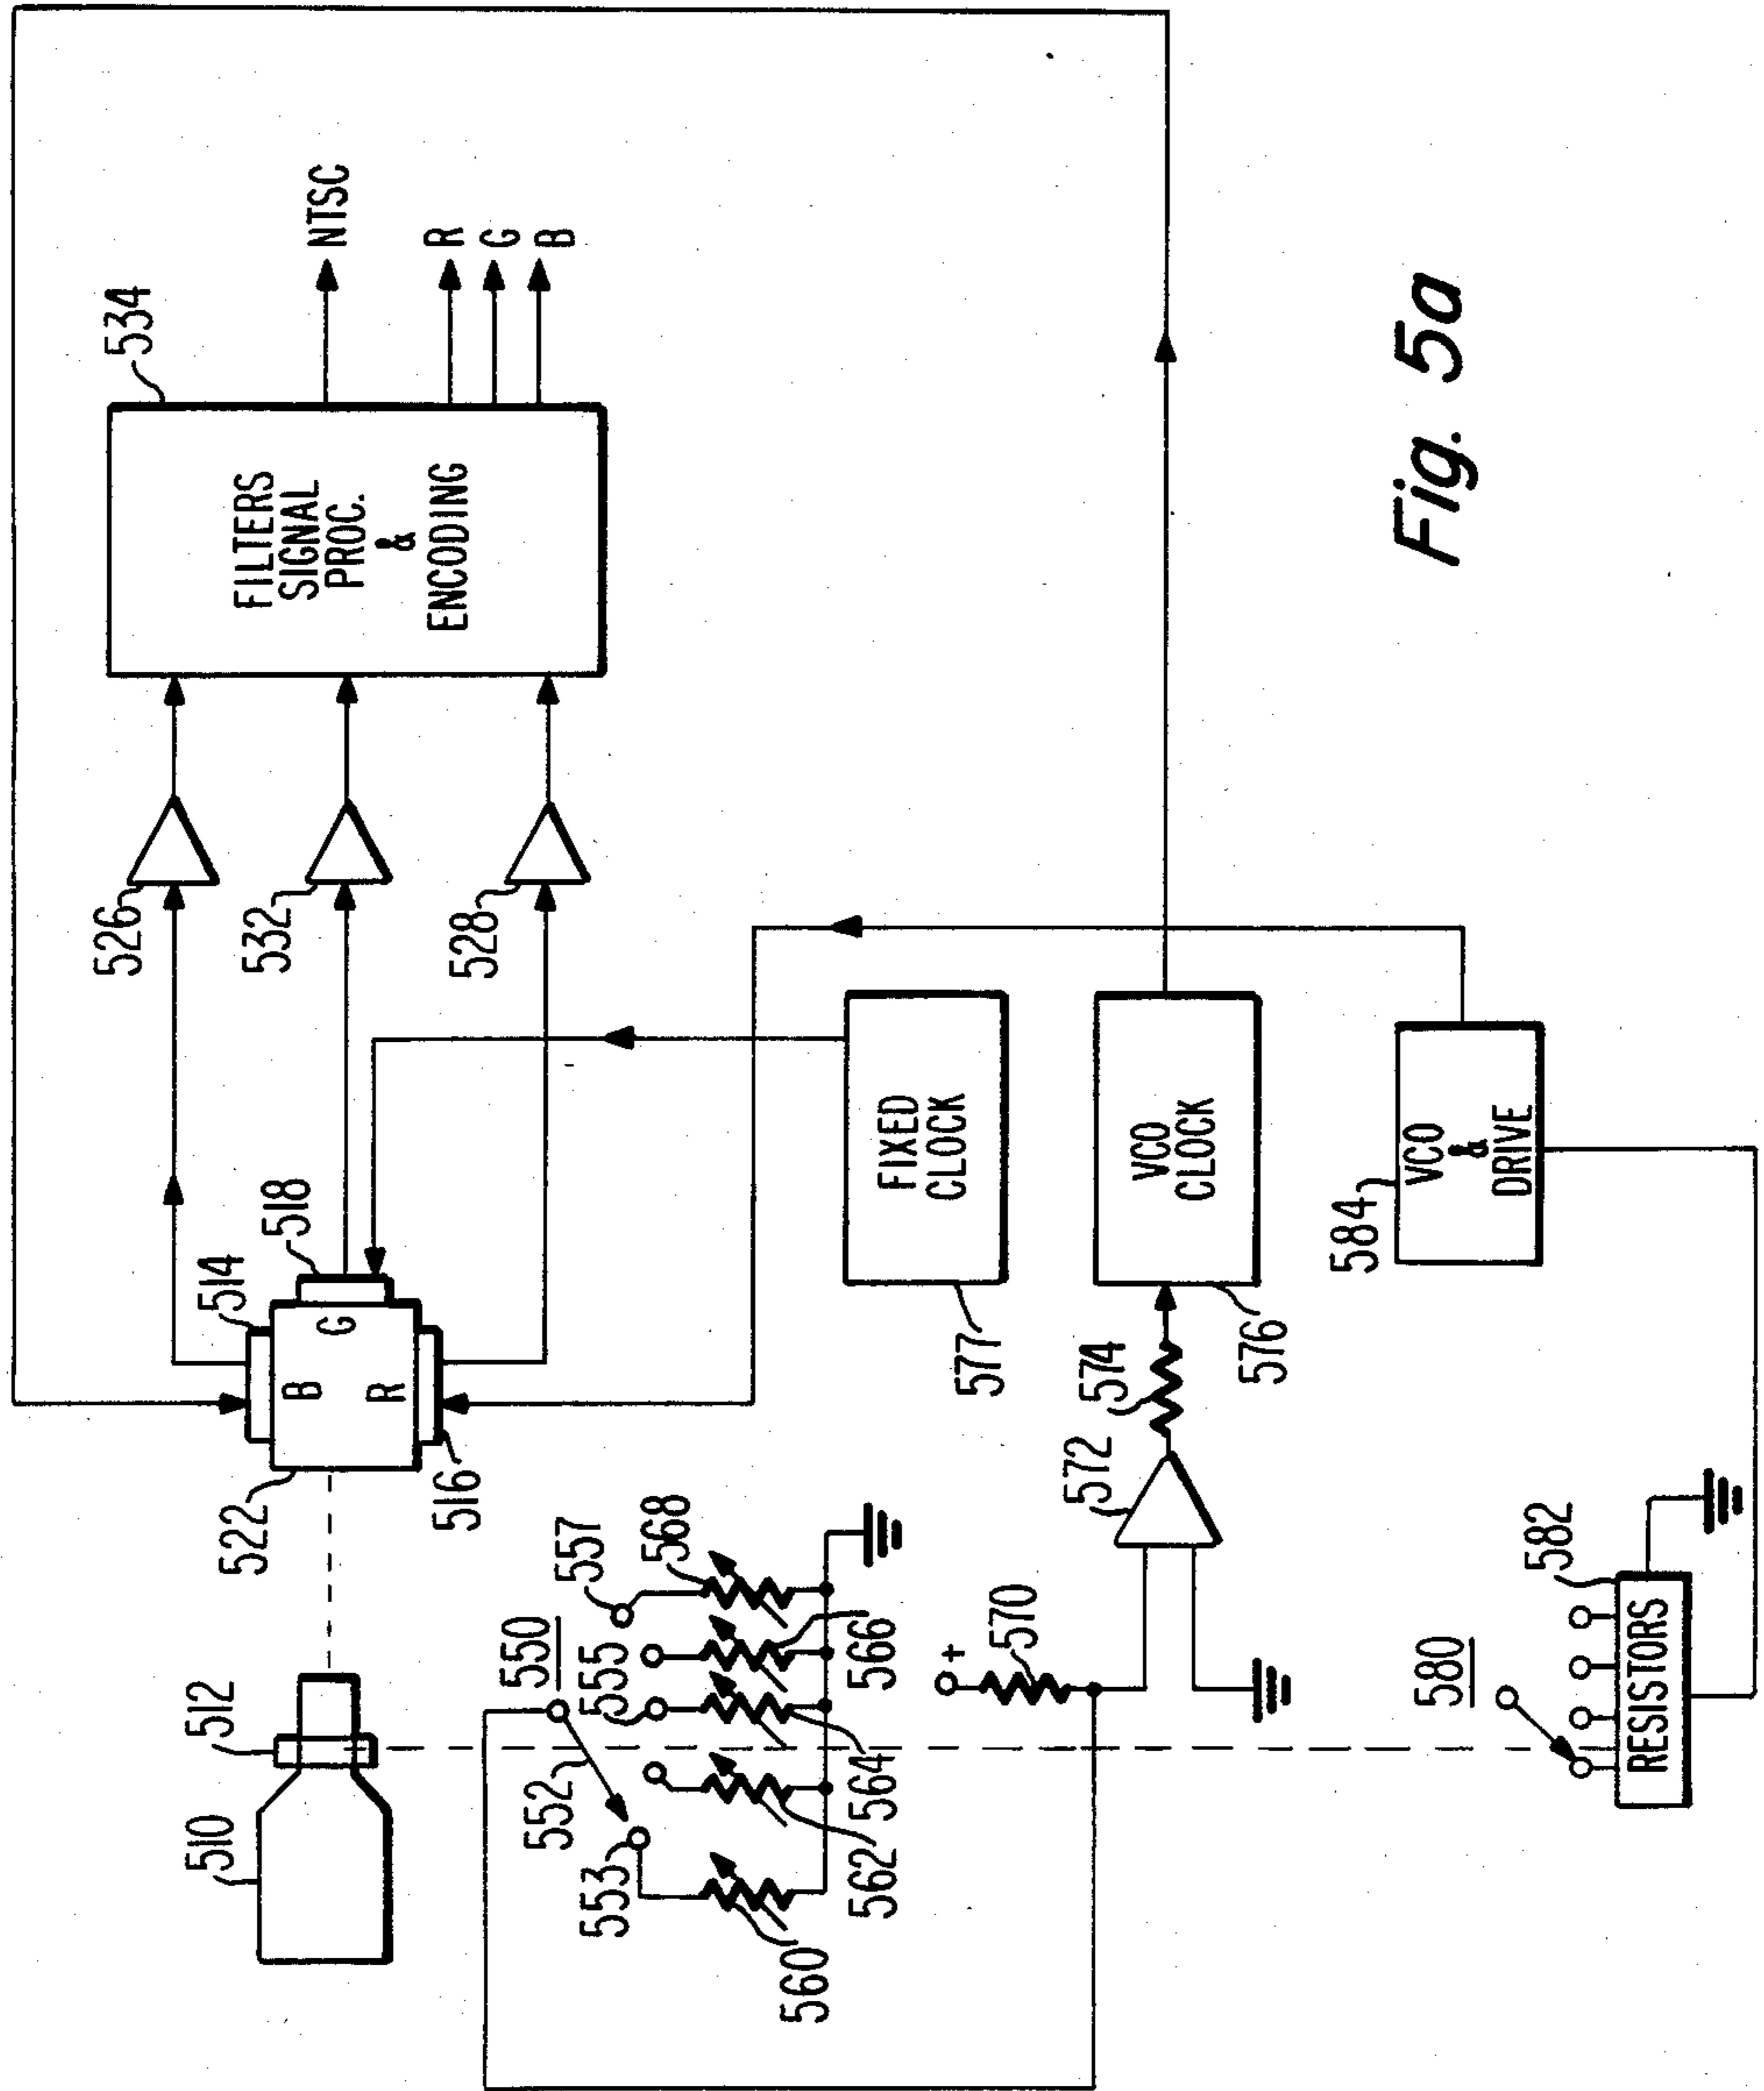 510
512
522
B
G
R
514
518
516
526
532
528
534
FILTERS
SIGNAL
PROC.
&
ENCODING
NTSC
R
G
B
550
552
553
555
557
560
562
564
566
568
+
570
572
574
576
VCO
CLOCK
577
FIXED
CLOCK
580
582
RESISTORS
584
VCO
&
DRIVE
Fig. 5a